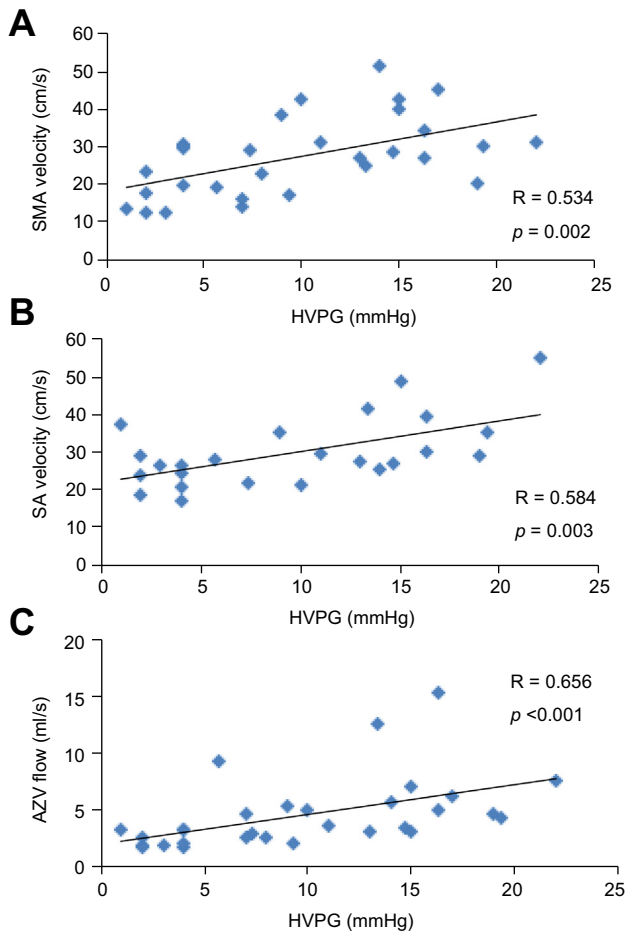 A
SMA velocity (cm/s)
60
50
40
30
20
10
0
R = 0.534
p = 0.002
0 5 10 15 20 25
HVPG (mmHg)
B
SA velocity (cm/s)
60
50
40
30
20
10
0
R = 0.584
p = 0.003
0 5 10 15 20 25
HVPG (mmHg)
C
AZV flow (ml/s)
20
15
10
5
0
R = 0.656
p <0.001
0 5 10 15 20 25
HVPG (mmHg)